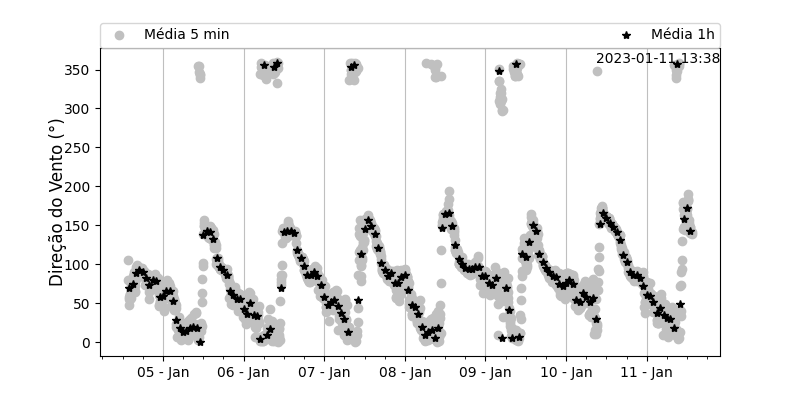 Média 5 min
Média 1h
2023-01-11 13:38
Direção do Vento (°)
350
300
250
200
150
100
50
0
05 - Jan
06 - Jan
07 - Jan
08 - Jan
09 - Jan
10 - Jan
11 - Jan